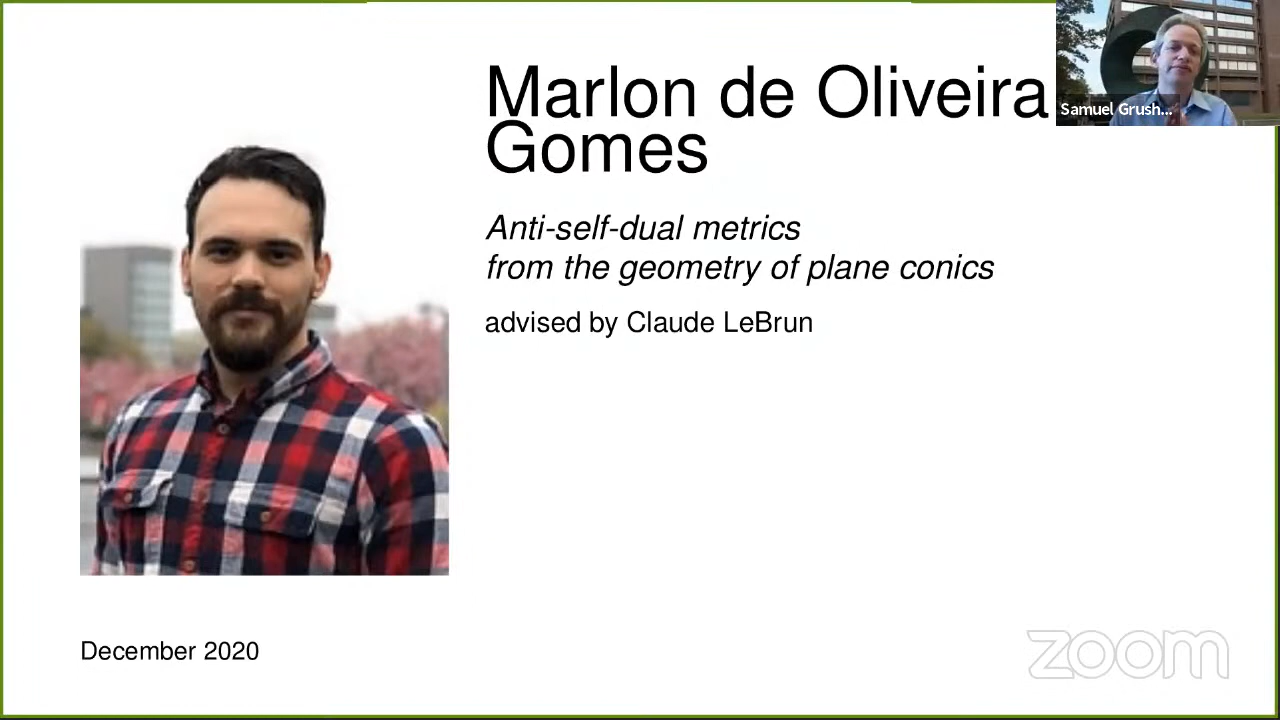 Marlon de Oliveira
Gomes
Samuel Grush...
Anti-self-dual metrics
from the geometry of plane conics
advised by Claude LeBrun
December 2020
zoom